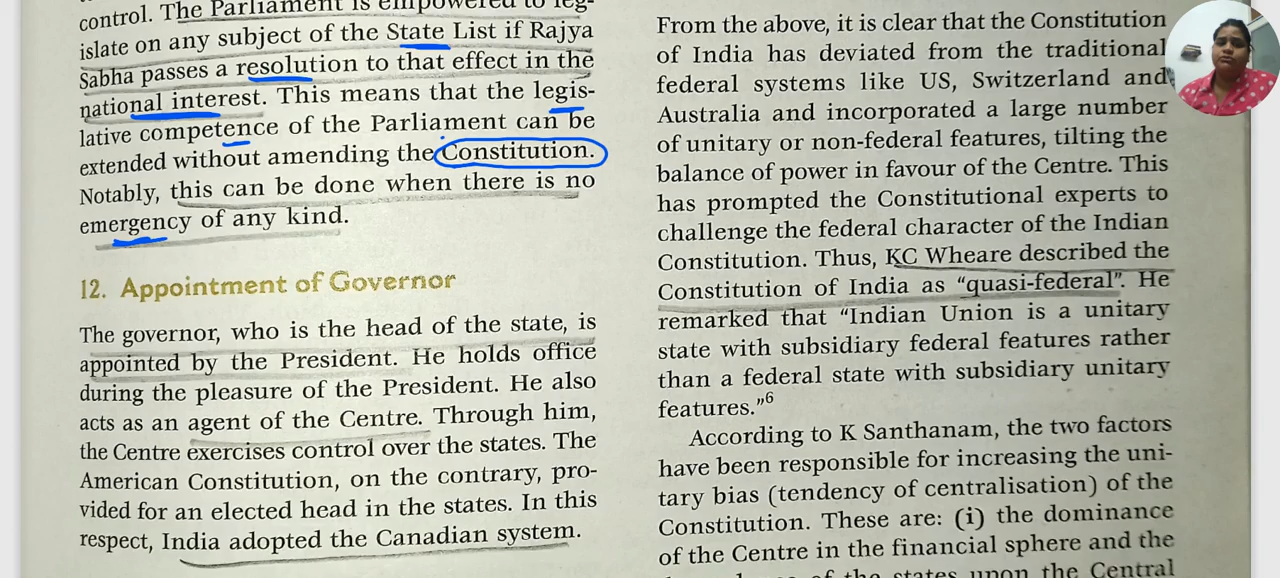 control. The Parliament is empowered to leg-
islate on any subject of the State List if Rajya
Sabha passes a resolution to that effect in the
national interest. This means that the legis-
lative competence of the Parliament can be
extended without amending the Constitution.
Notably, this can be done when there is no
emergency of any kind.
12. Appointment of Governor
The governor, who is the head of the state, is
appointed by the President. He holds office
during the pleasure of the President. He also
acts as an agent of the Centre. Through him,
the Centre exercises control over the states. The
American Constitution, on the contrary, pro-
vided for an elected head in the states. In this
respect, India adopted the Canadian system.
From the above, it is clear that the Constitution
of India has deviated from the traditional
federal systems like US, Switzerland and
Australia and incorporated a large number
of unitary or non-federal features, tilting the
balance of power in favour of the Centre. This
has prompted the Constitutional experts to
challenge the federal character of the Indian
Constitution. Thus, KC Wheare described the
Constitution of India as “quasi-federal”. He
remarked that “Indian Union is a unitary
state with subsidiary federal features rather
than a federal state with subsidiary unitary
features.”6
According to K Santhanam, the two factors
have been responsible for increasing the uni-
tary bias (tendency of centralisation) of the
Constitution. These are: (i) the dominance
of the Centre in the financial sphere and the
of the states upon the Central